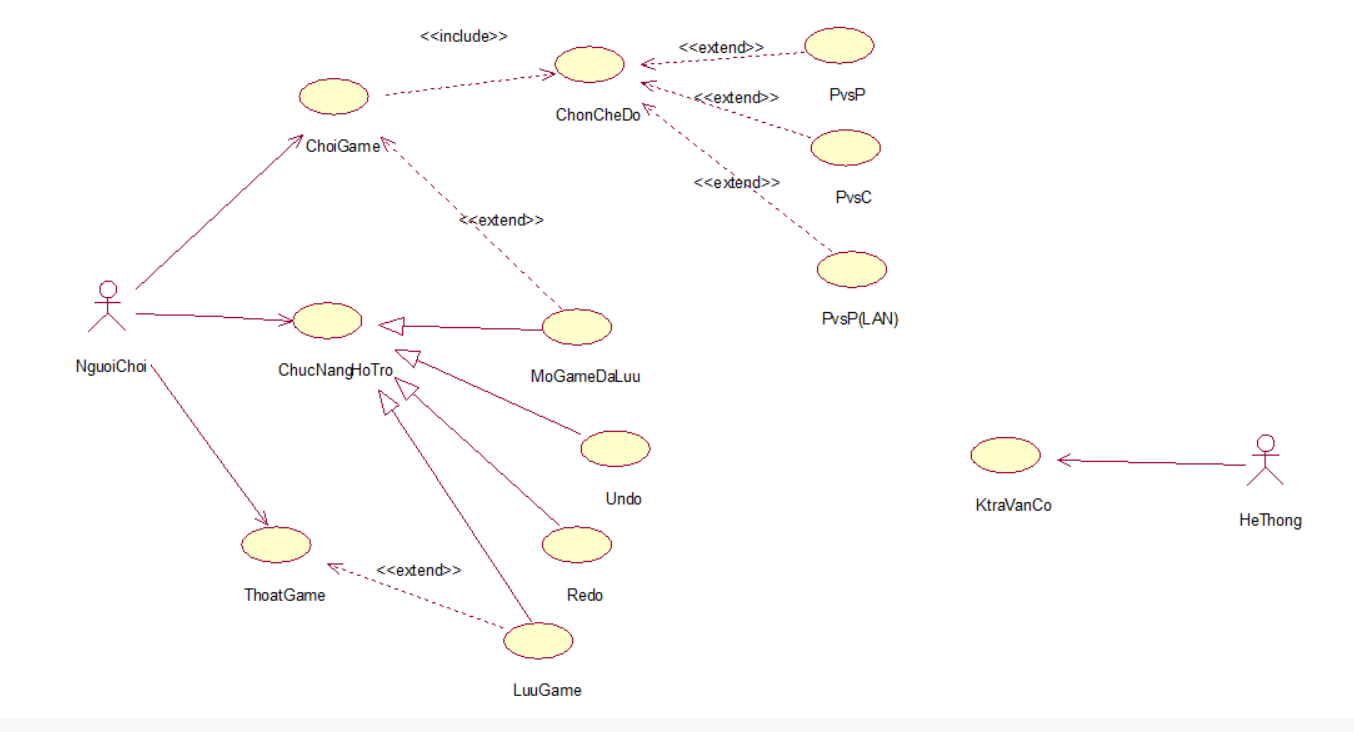 <<include>>
<<extend>>
PvsP
ChonCheDo
<<extend>>
ChoiGame
<<extend>>
PvsC
<<extend>>
PvsP(LAN)
NguoiChoi
ChucNangHoTro
MoGameDaLuu
Undo
KtraVanCo
HeThong
<<extend>>
ThoatGame
Redo
LuuGame